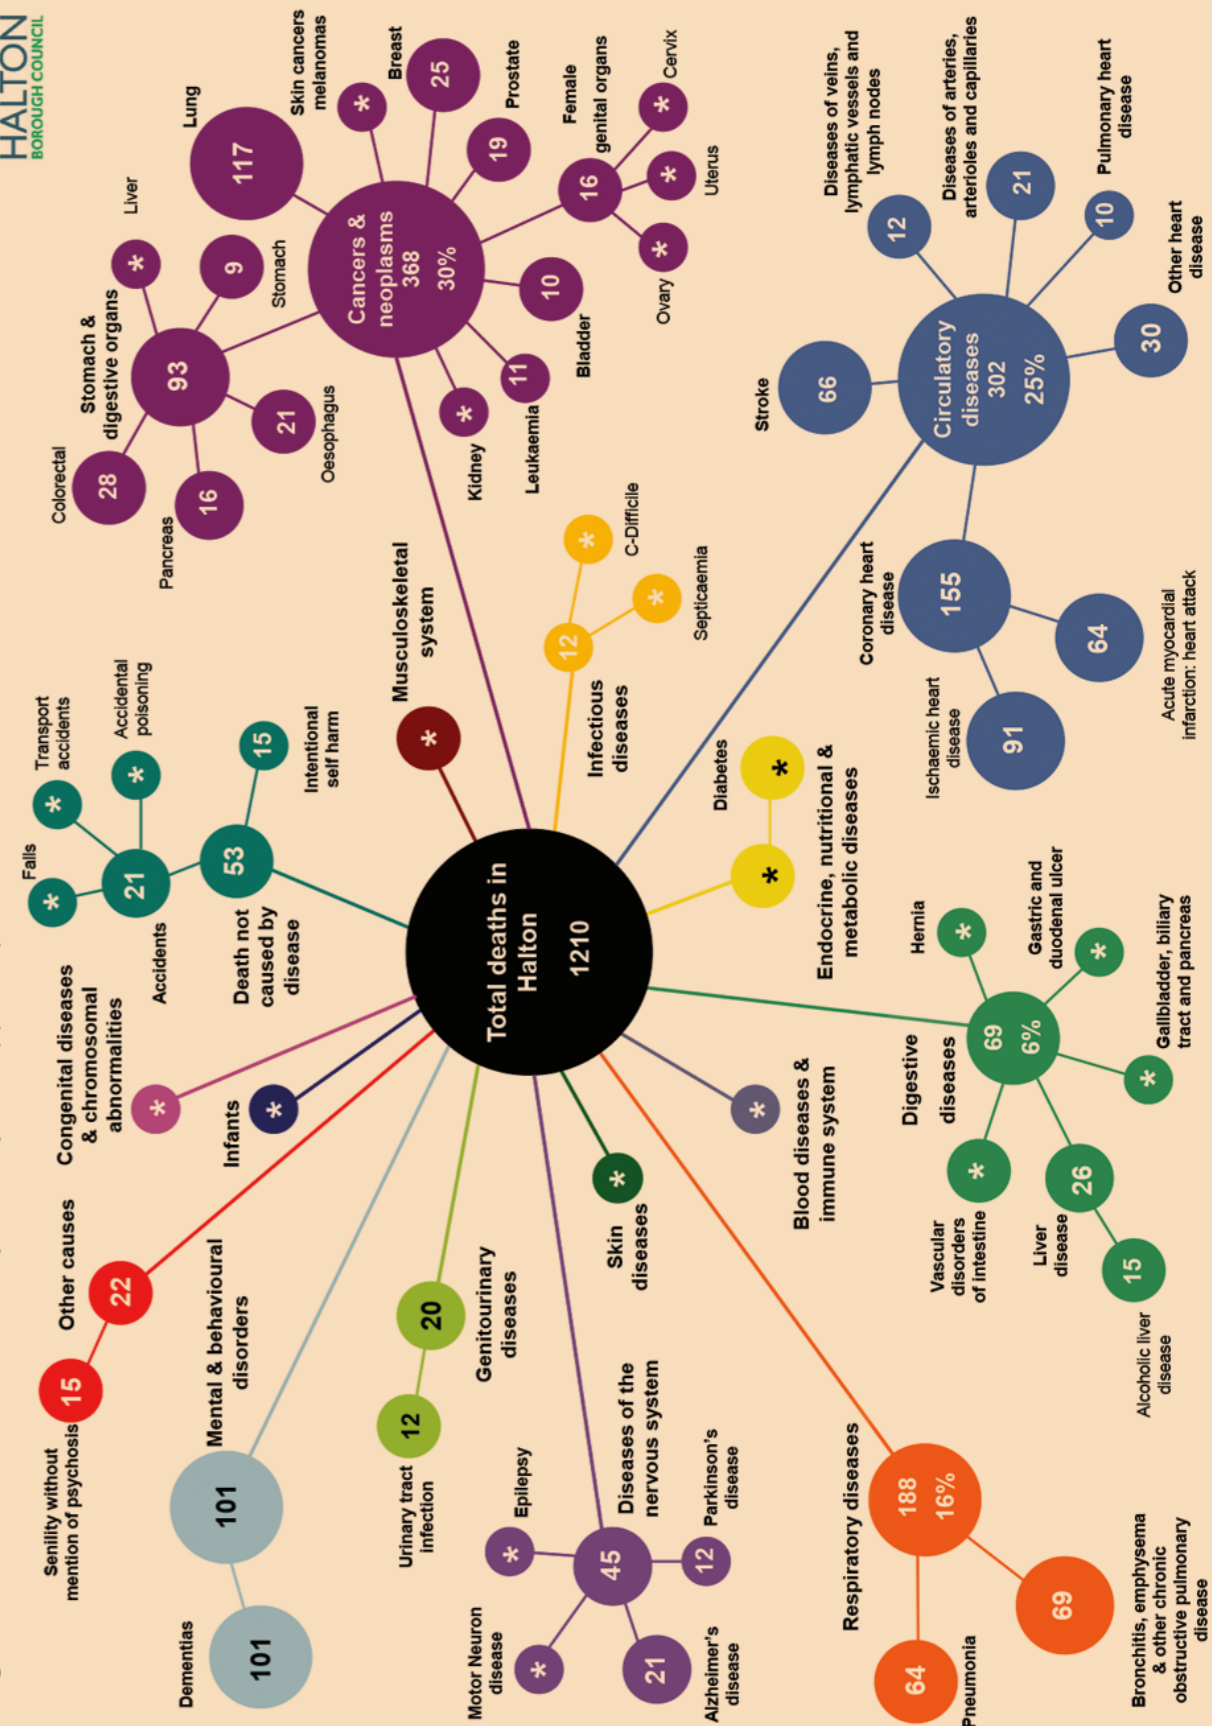 HALTON
BOROUGH COUNCIL
Senility without
mention of psychosis
15
Other causes
22
Congenital diseases
& chromosomal
abnormalities
*
Infants
*
Falls
*
Transport
accidents
*
Accidental
poisoning
*
Accidents
21
Death not
caused by
disease
53
Intentional
self harm
15
Colorectal
28
Pancreas
16
Stomach &
digestive organs
93
Oesophagus
21
Liver
*
Stomach
9
Lung
117
Skin cancers
melanomas
*
Breast
25
Prostate
19
Female
genital organs
16
Cervix
*
Uterus
*
Ovary
*
Bladder
10
Leukaemia
11
Kidney
*
Cancers &
neoplasms
368
30%
Dementias
101
Mental & behavioural
disorders
101
Urinary tract
infection
12
Genitourinary
diseases
20
Musculoskeletal
system
*
Infectious
diseases
12
C-Difficile
*
Septicaemia
*
Total deaths in
Halton
1210
Motor Neuron
disease
*
Epilepsy
*
Diseases of the
nervous system
45
Alzheimer's
disease
21
Parkinson's
disease
12
Skin
diseases
*
Blood diseases &
immune system
*
Diabetes
*
*
Endocrine, nutritional &
metabolic diseases
Stroke
66
Diseases of veins,
lymphatic vessels and
lymph nodes
12
Diseases of arteries,
arterioles and capillaries
21
Pulmonary heart
disease
10
Other heart
disease
30
Circulatory
diseases
302
25%
Coronary heart
disease
155
Ischaemic heart
disease
91
Acute myocardial
infarction: heart attack
64
Respiratory diseases
188
16%
Pneumonia
64
Bronchitis, emphysema
& other chronic
obstructive pulmonary
disease
69
Digestive
diseases
69
6%
Hernia
*
Gastric and
duodenal ulcer
*
Gallbladder, biliary
tract and pancreas
*
Vascular
disorders
of intestine
*
Liver
disease
26
Alcoholic liver
disease
15